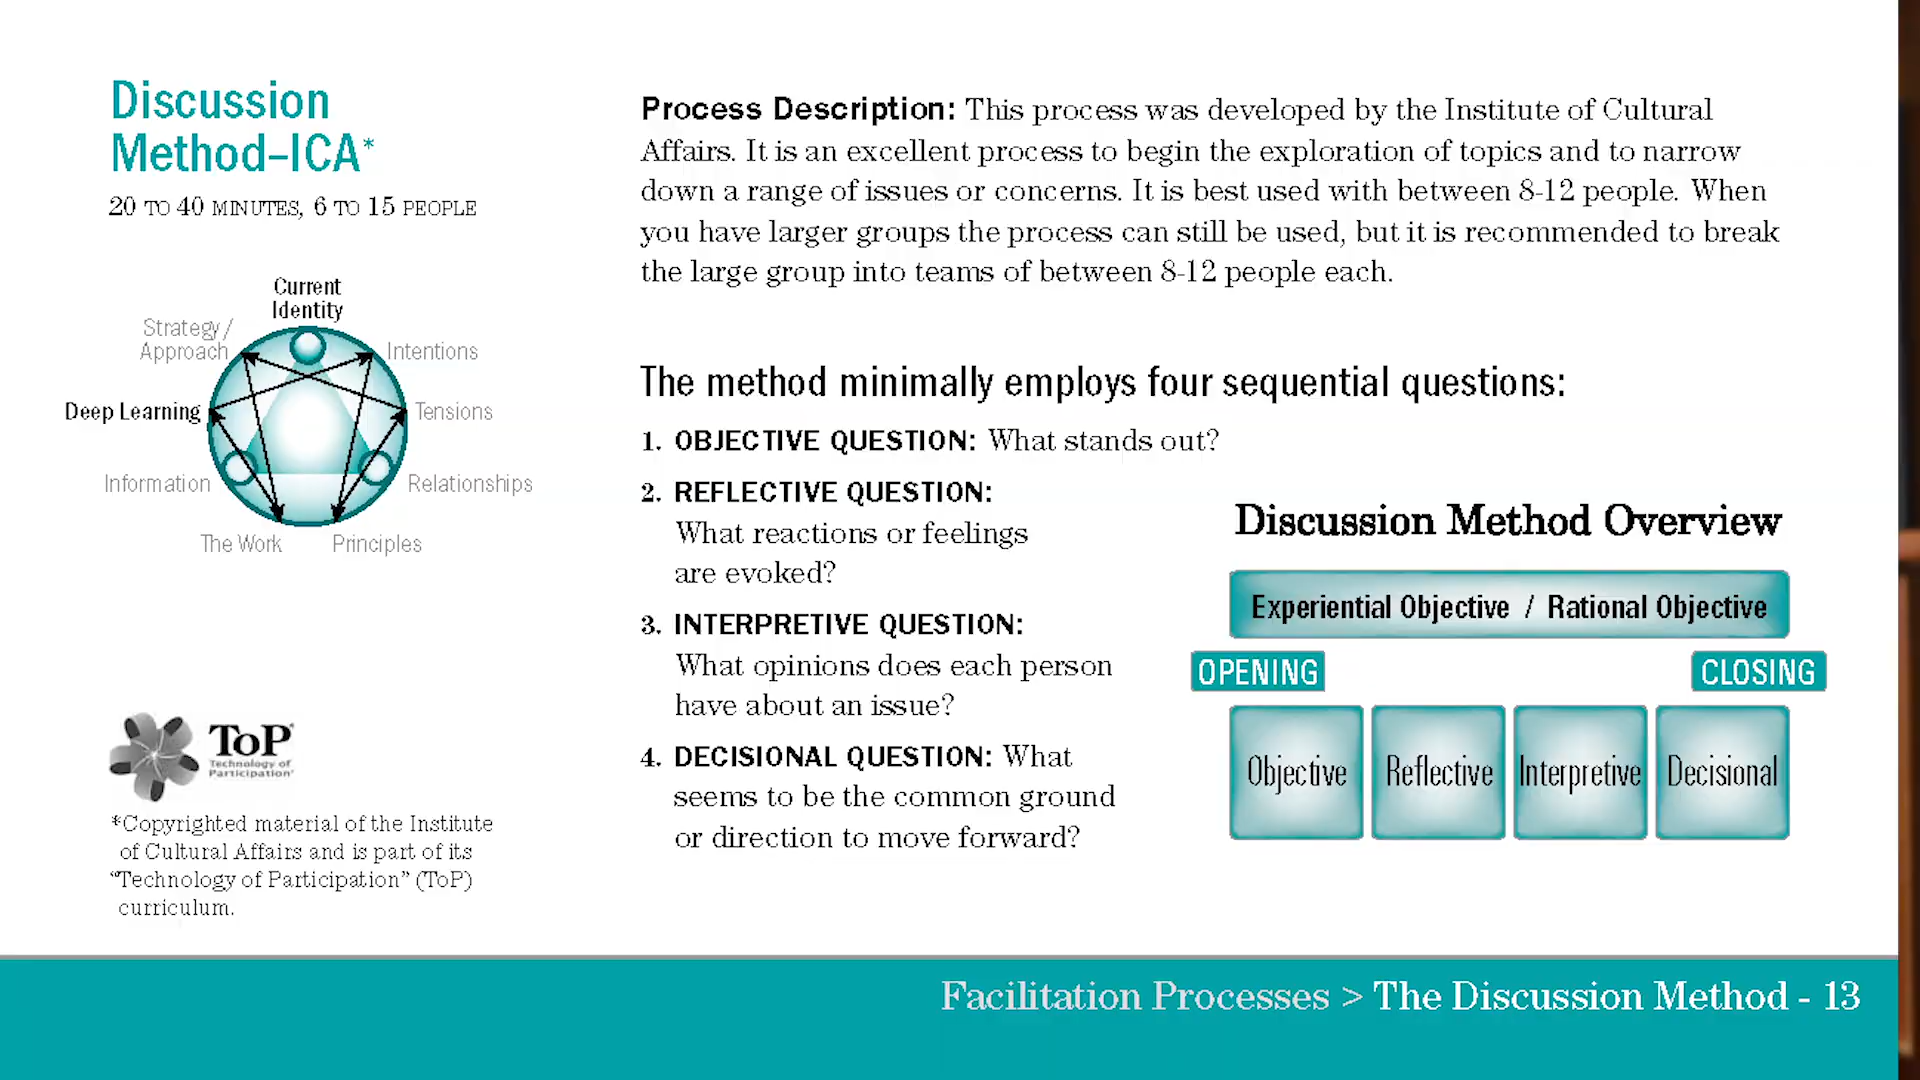 Discussion
Method–ICA*
20 TO 40 MINUTES, 6 TO 15 PEOPLE
Current
Identity
Strategy/
Approach
Intentions
Deep Learning
Tensions
Information
Relationships
The Work
Principles
ToP®
Technology of
Participation®
*Copyrighted material of the Institute
of Cultural Affairs and is part of its
“Technology of Participation” (ToP)
curriculum.
Process Description: This process was developed by the Institute of Cultural
Affairs. It is an excellent process to begin the exploration of topics and to narrow
down a range of issues or concerns. It is best used with between 8-12 people. When
you have larger groups the process can still be used, but it is recommended to break
the large group into teams of between 8-12 people each.
The method minimally employs four sequential questions:
1. OBJECTIVE QUESTION: What stands out?
2. REFLECTIVE QUESTION:
What reactions or feelings
are evoked?
3. INTERPRETIVE QUESTION:
What opinions does each person
have about an issue?
4. DECISIONAL QUESTION: What
seems to be the common ground
or direction to move forward?
Discussion Method Overview
Experiential Objective / Rational Objective
OPENING
CLOSING
Objective
Reflective
Interpretive
Decisional
Facilitation Processes > The Discussion Method - 13